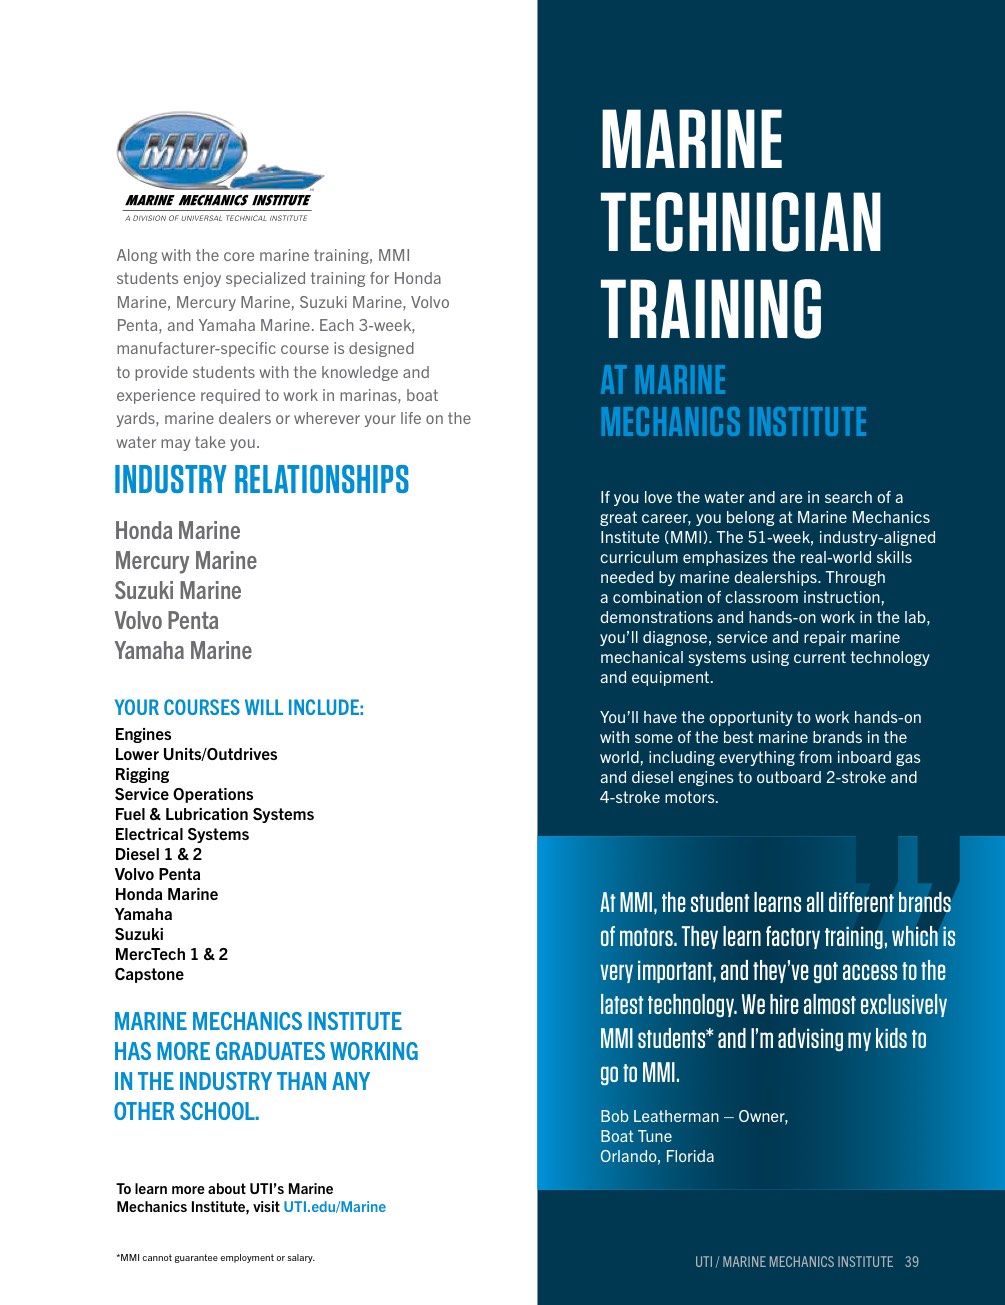 MMI
MARINE MECHANICS INSTITUTE
A DIVISION OF UNIVERSAL TECHNICAL INSTITUTE
Along with the core marine training, MMI
students enjoy specialized training for Honda
Marine, Mercury Marine, Suzuki Marine, Volvo
Penta, and Yamaha Marine. Each 3-week,
manufacturer-specific course is designed
to provide students with the knowledge and
experience required to work in marinas, boat
yards, marine dealers or wherever your life on the
water may take you.
INDUSTRY RELATIONSHIPS
Honda Marine
Mercury Marine
Suzuki Marine
Volvo Penta
Yamaha Marine
YOUR COURSES WILL INCLUDE:
Engines
Lower Units/Outdrives
Rigging
Service Operations
Fuel & Lubrication Systems
Electrical Systems
Diesel 1 & 2
Volvo Penta
Honda Marine
Yamaha
Suzuki
MercTech 1 & 2
Capstone
MARINE MECHANICS INSTITUTE
HAS MORE GRADUATES WORKING
IN THE INDUSTRY THAN ANY
OTHER SCHOOL.
To learn more about UTI's Marine
Mechanics Institute, visit UTI.edu/Marine
*MMI cannot guarantee employment or salary.
MARINE
TECHNICIAN
TRAINING
AT MARINE
MECHANICS INSTITUTE
If you love the water and are in search of a
great career, you belong at Marine Mechanics
Institute (MMI). The 51-week, industry-aligned
curriculum emphasizes the real-world skills
needed by marine dealerships. Through
a combination of classroom instruction,
demonstrations and hands-on work in the lab,
you'll diagnose, service and repair marine
mechanical systems using current technology
and equipment.
You'll have the opportunity to work hands-on
with some of the best marine brands in the
world, including everything from inboard gas
and diesel engines to outboard 2-stroke and
4-stroke motors.
”
At MMI, the student learns all different brands
of motors. They learn factory training, which is
very important, and they've got access to the
latest technology. We hire almost exclusively
MMI students* and I'm advising my kids to
go to MMI.
Bob Leatherman – Owner,
Boat Tune
Orlando, Florida
UTI / MARINE MECHANICS INSTITUTE 39